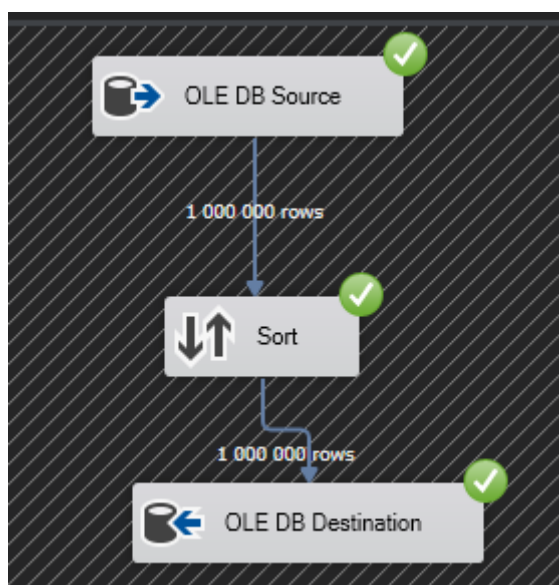 OLE DB Source
1 000 000 rows
Sort
1 000 000 rows
OLE DB Destination